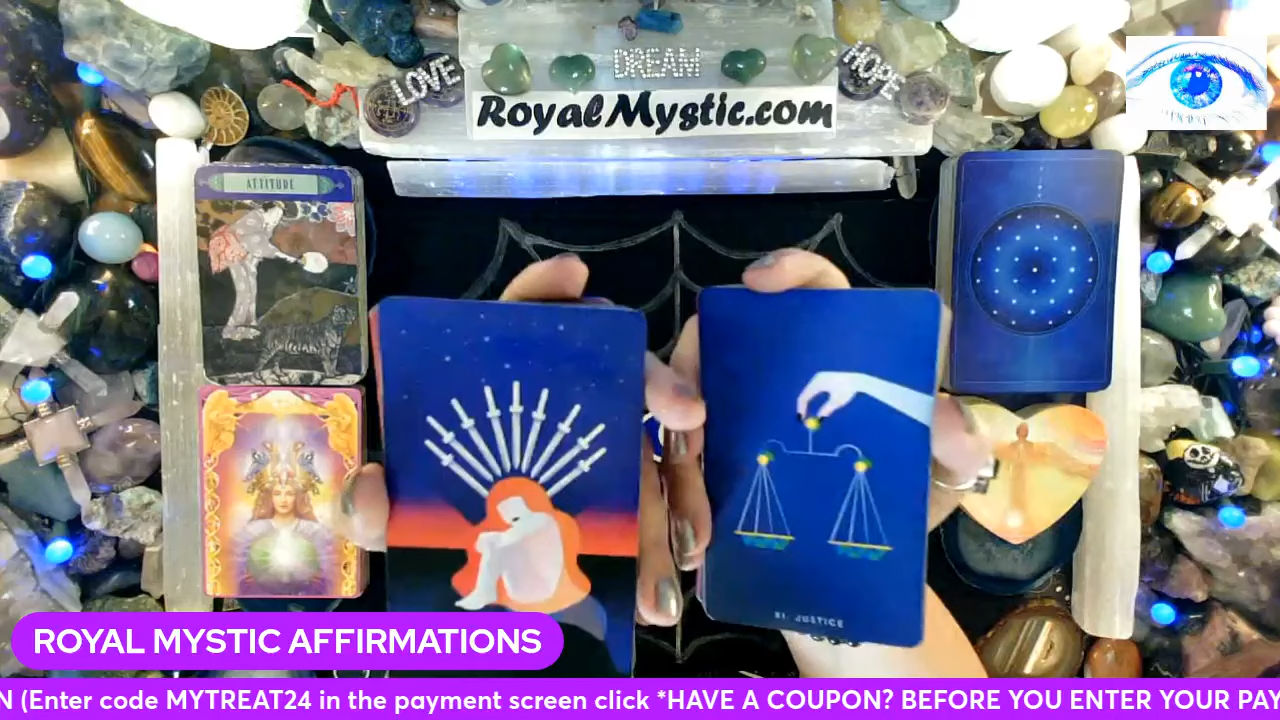 LOVE
DREAM
HOPE
RoyalMystic.com
ATTITUDE
XI. JUSTICE
ROYAL MYSTIC AFFIRMATIONS
N (Enter code MYTREAT24 in the payment screen click *HAVE A COUPON? BEFORE YOU ENTER YOUR PAY